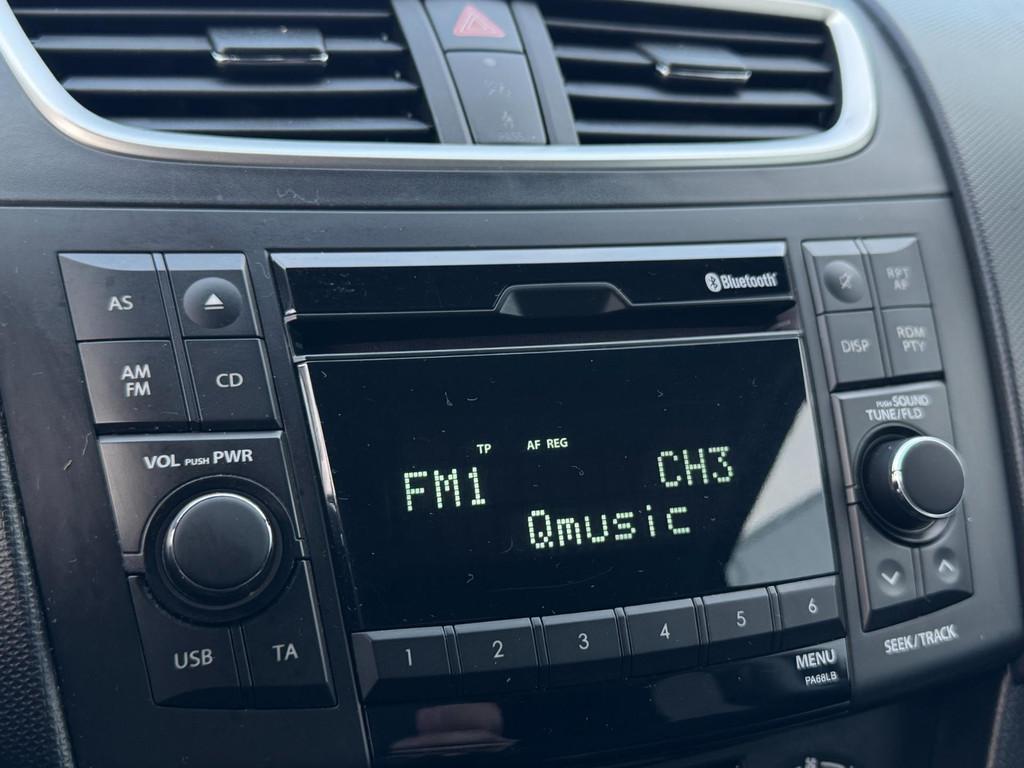 Bluetooth
AS
AM
FM
CD
RPT
AF
DISP
RDM
PTY
VOL PUSH PWR
PUSH SOUND
TUNE/FLD
TP AF REG
FM1 CH3
Qmusic
USB
TA
1 2 3 4 5 6
MENU
PA68LB
SEEK/TRACK